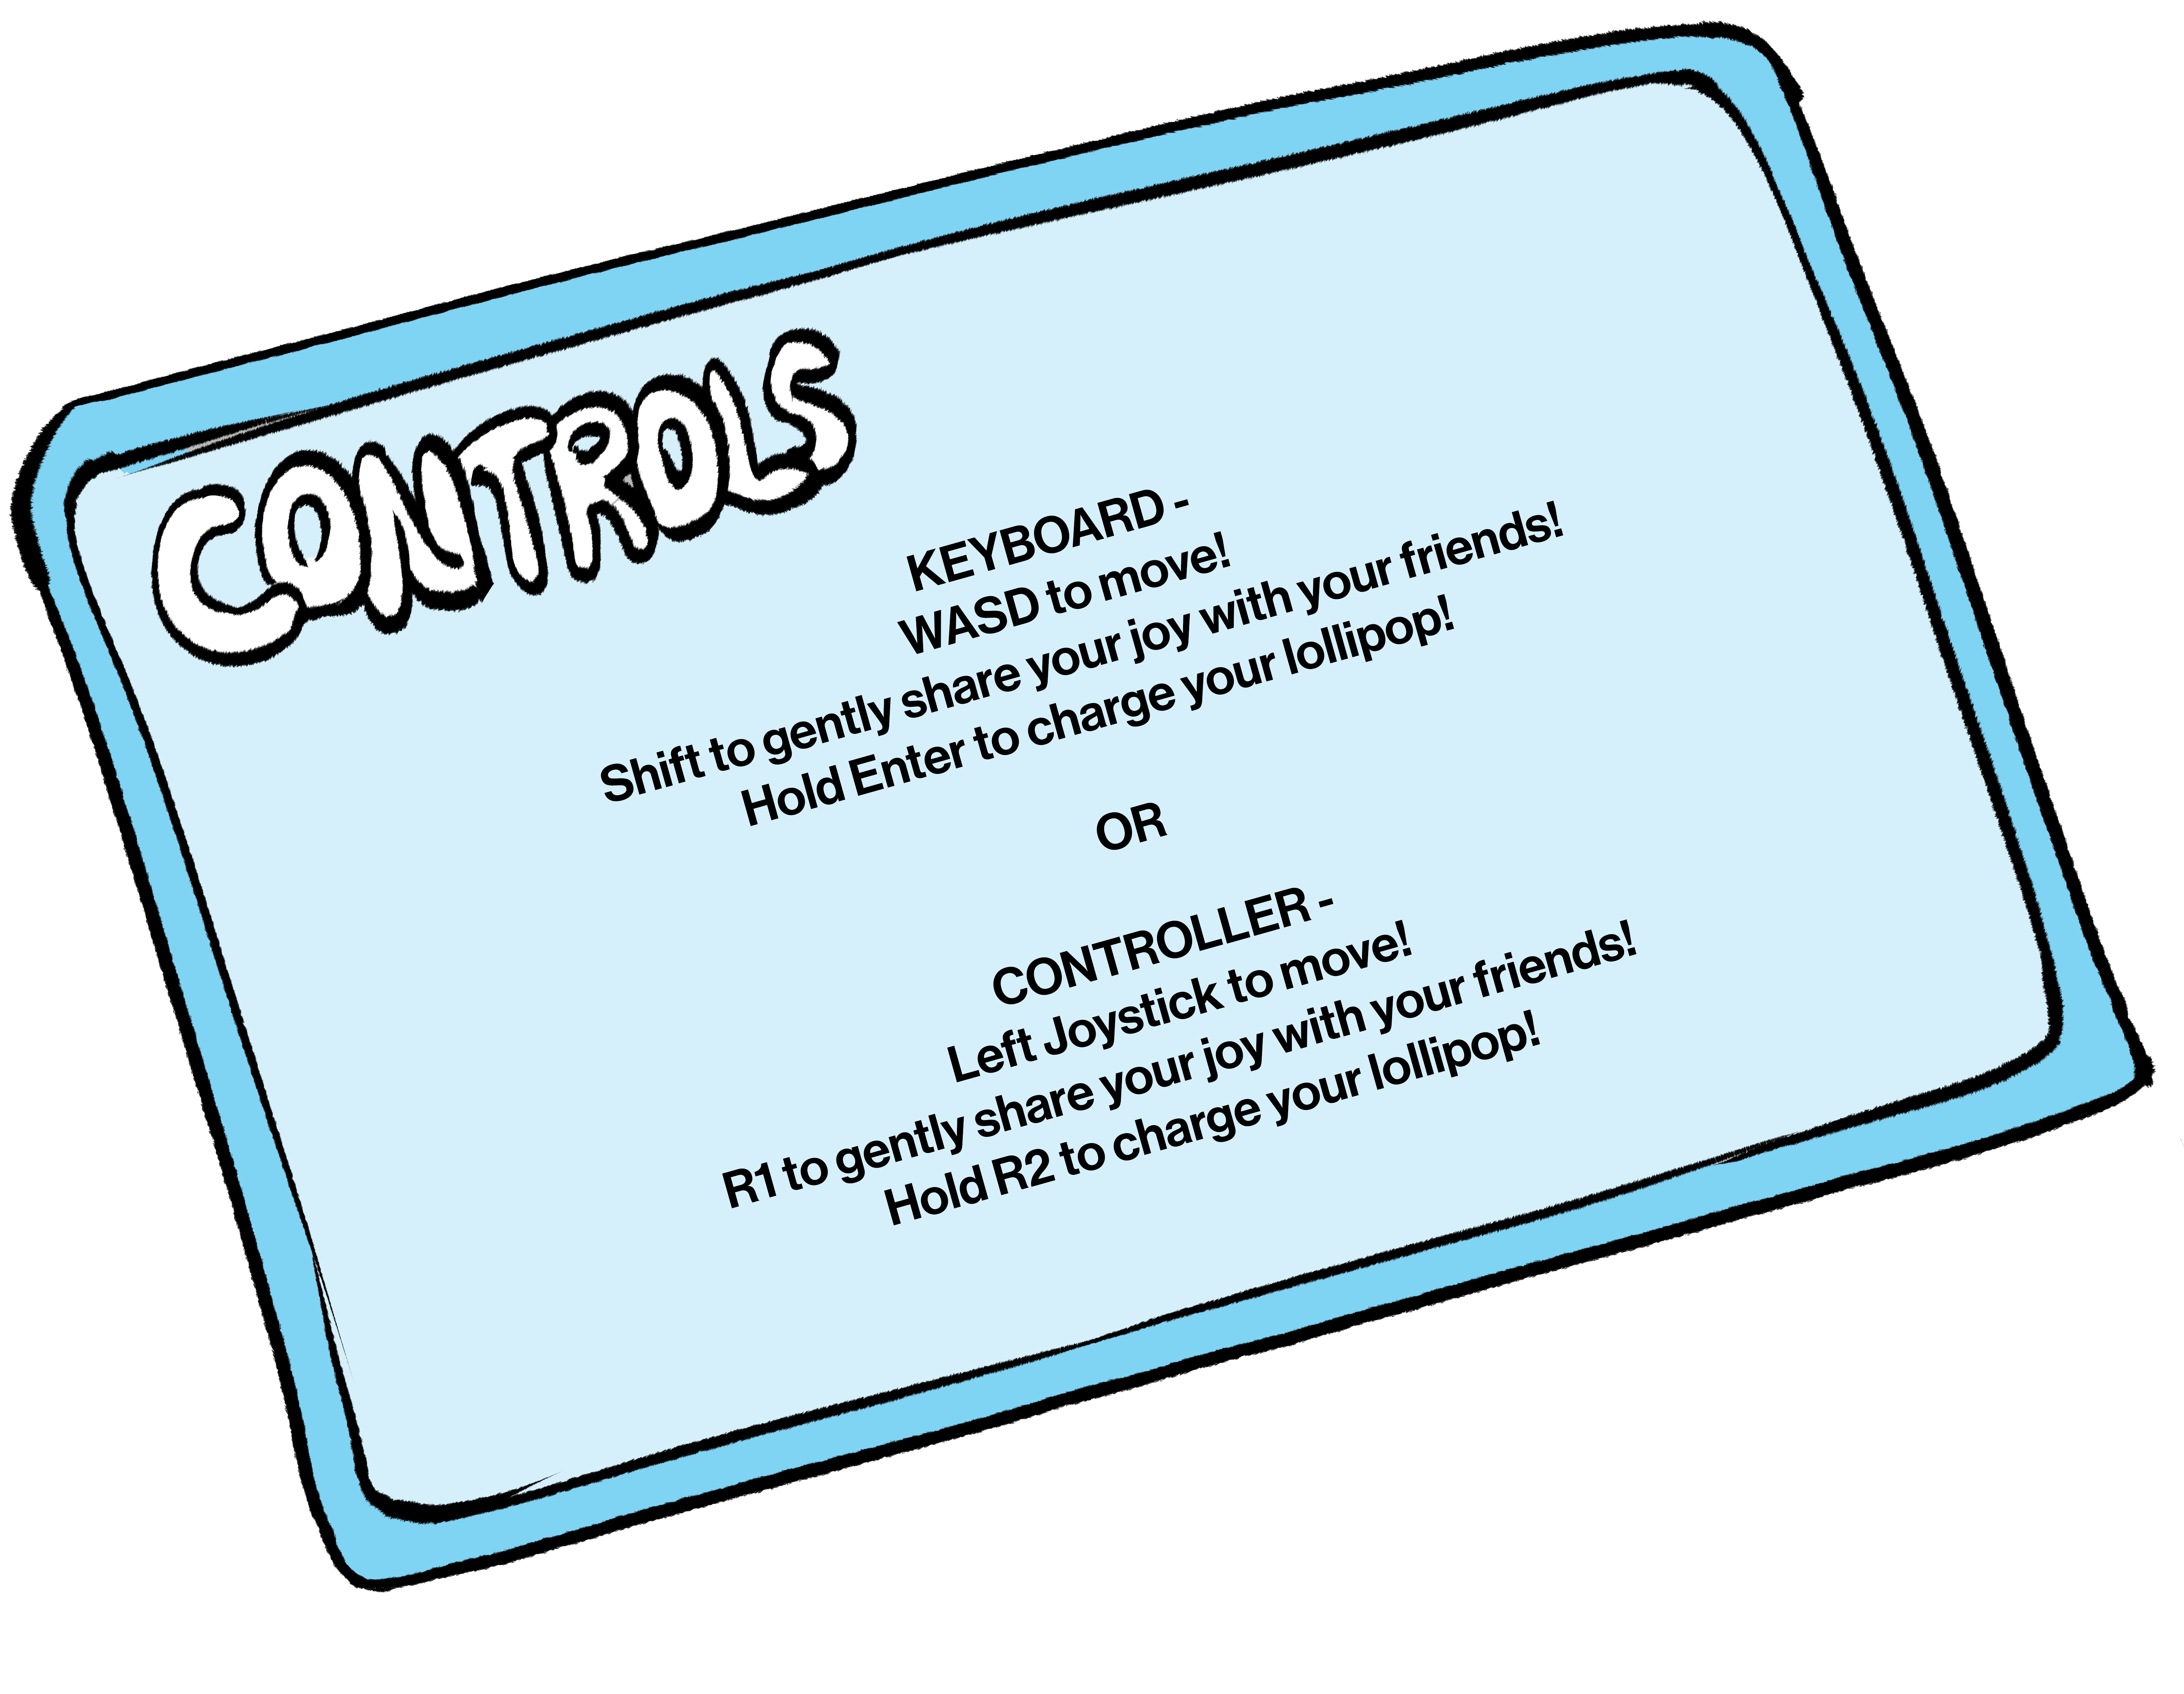 CONTROLS
KEYBOARD -
WASD to move!
Shift to gently share your joy with your friends!
Hold Enter to charge your lollipop!
OR
CONTROLLER -
Left Joystick to move!
R1 to gently share your joy with your friends!
Hold R2 to charge your lollipop!